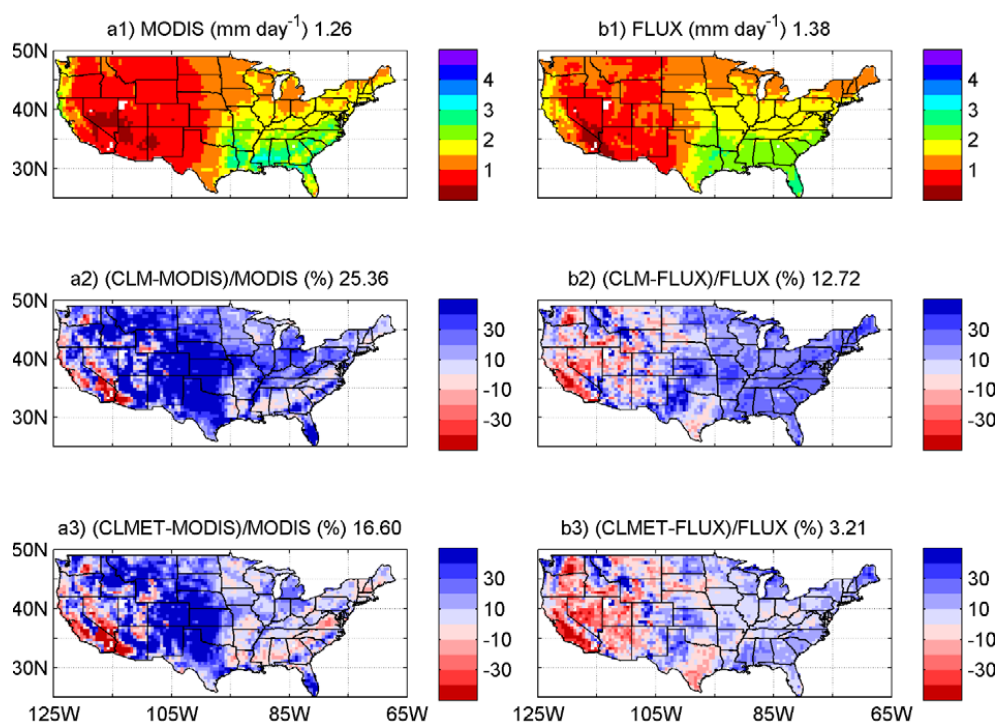 a1) MODIS (mm day⁻¹) 1.26
50N
40N
30N
4
3
2
1
b1) FLUX (mm day⁻¹) 1.38
4
3
2
1
a2) (CLM-MODIS)/MODIS (%) 25.36
50N
40N
30N
30
10
-10
-30
b2) (CLM-FLUX)/FLUX (%) 12.72
30
10
-10
-30
a3) (CLMET-MODIS)/MODIS (%) 16.60
50N
40N
30N
125W
105W
85W
65W
30
10
-10
-30
b3) (CLMET-FLUX)/FLUX (%) 3.21
125W
105W
85W
65W
30
10
-10
-30